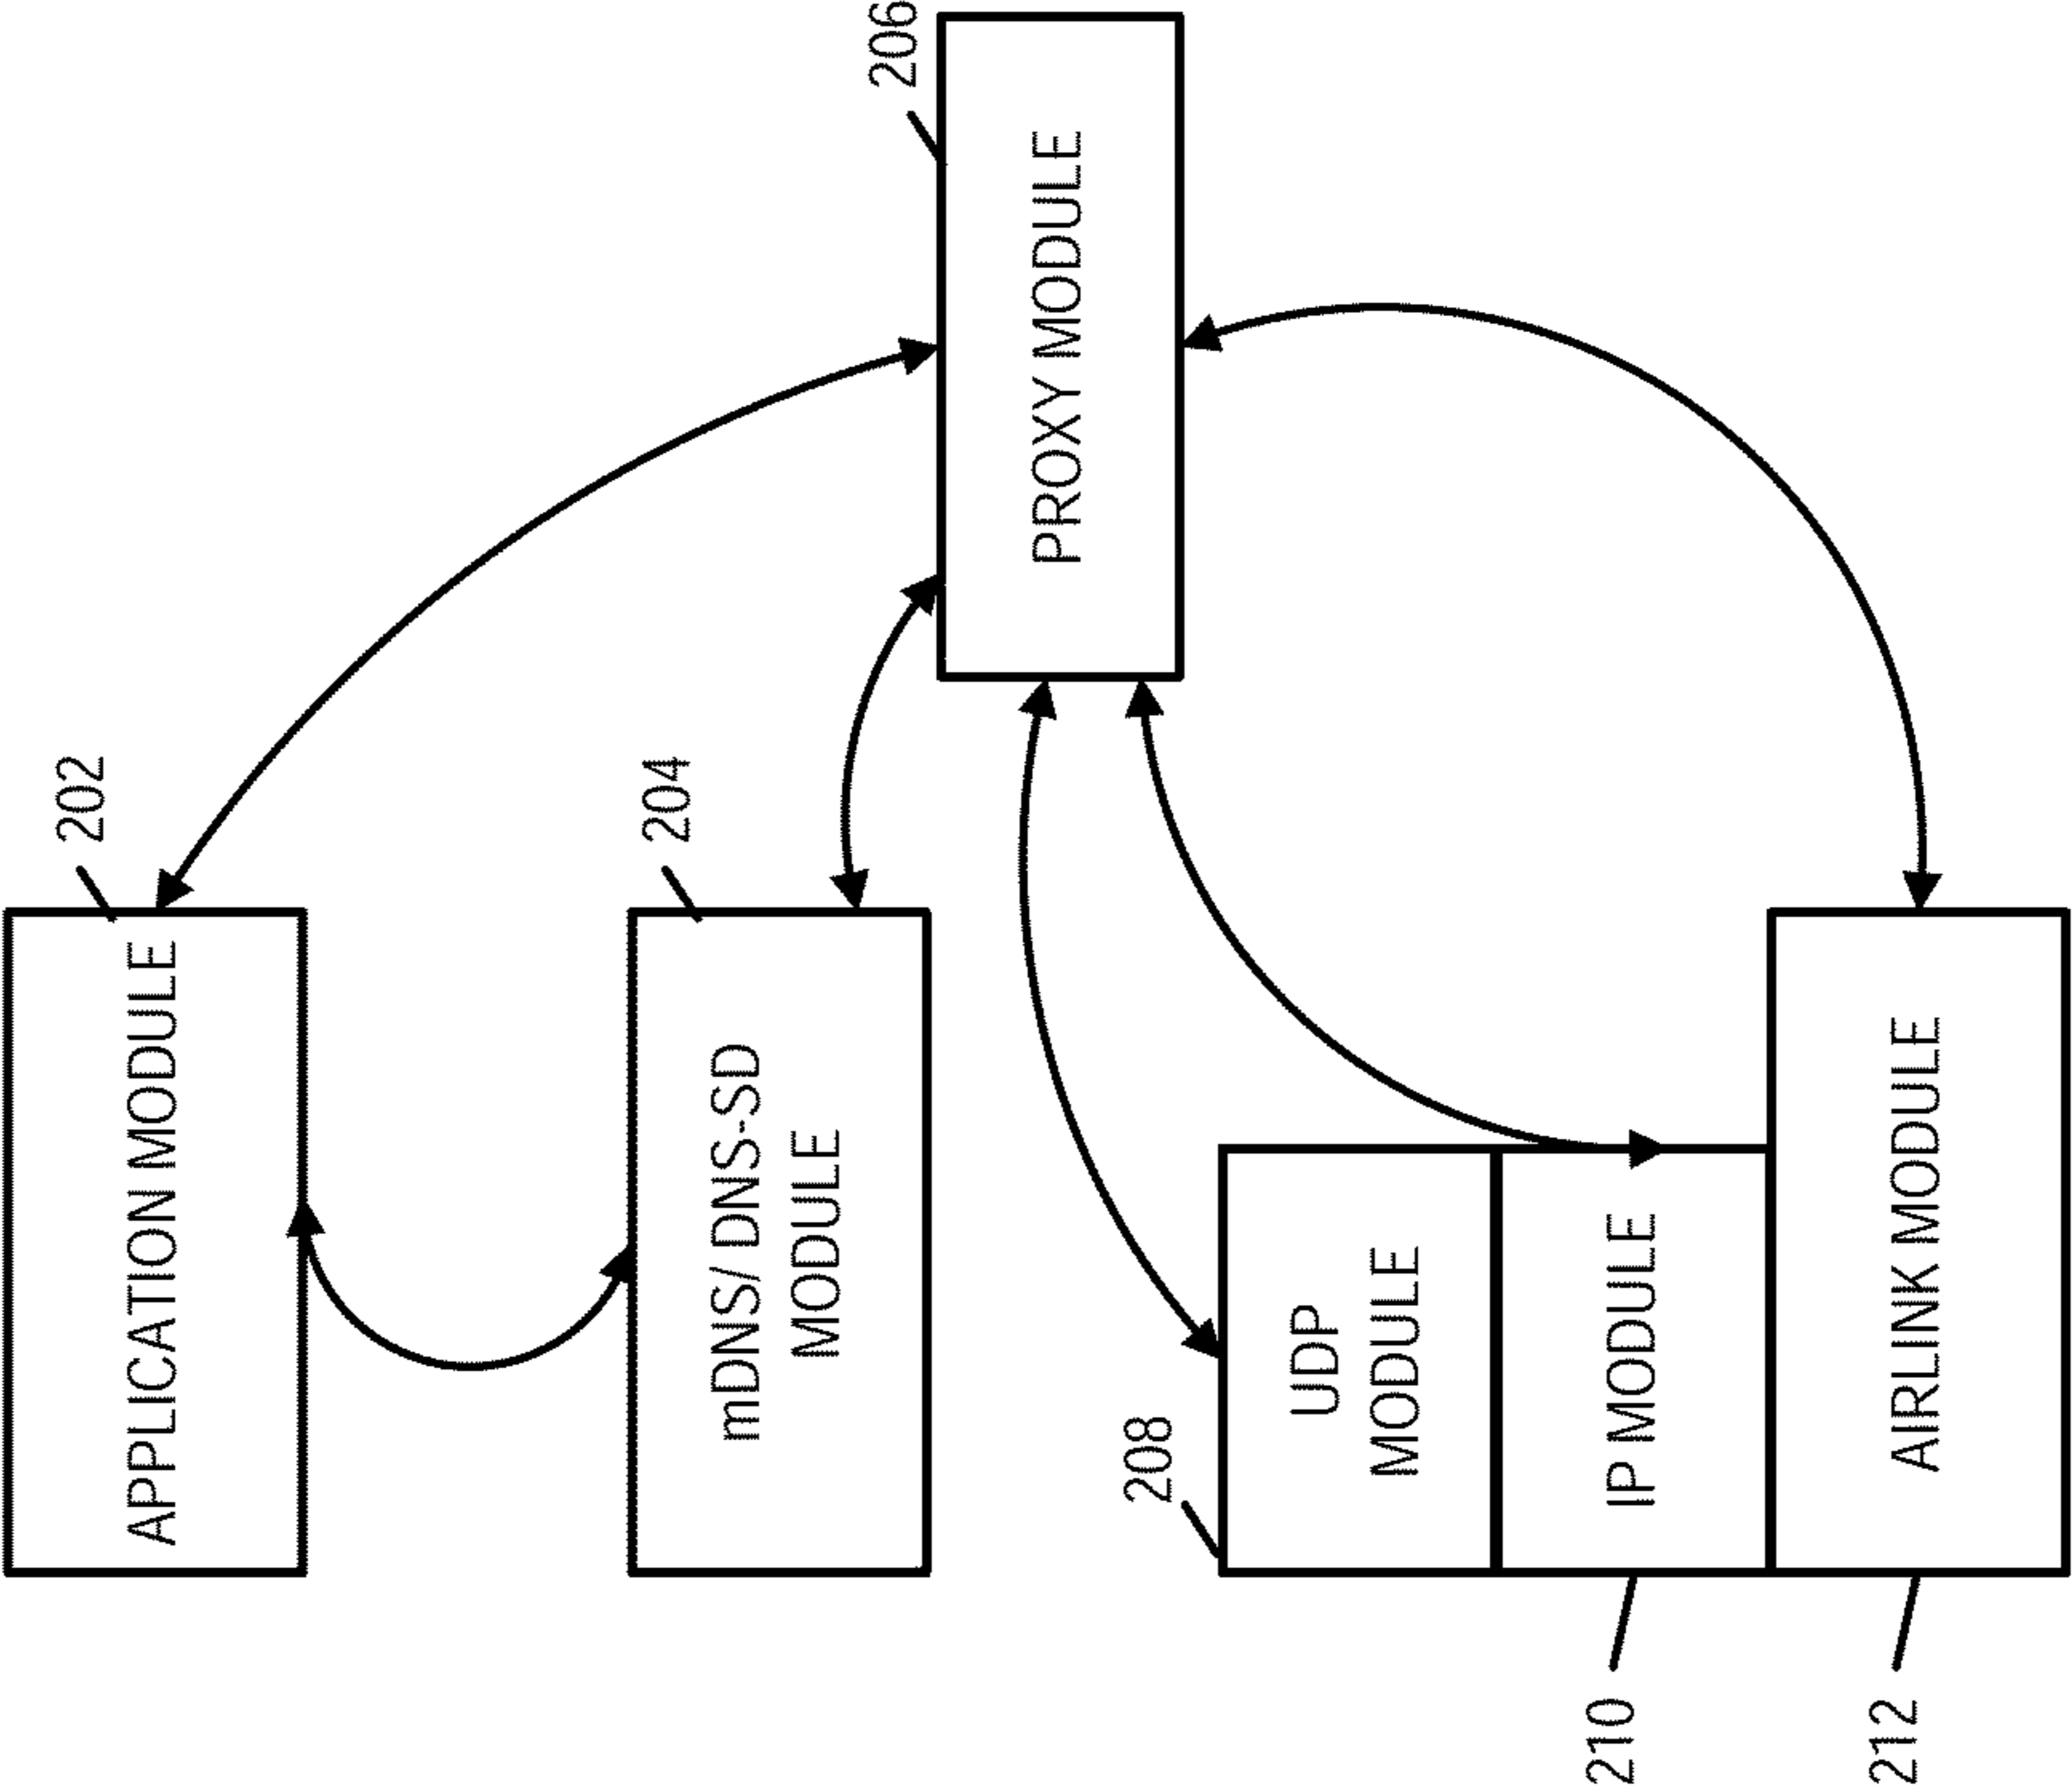 202
APPLICATION MODULE
204
mDNS/ DNS-SD
MODULE
206
PROXY MODULE
208
UDP
MODULE
210
IP MODULE
212
AIRLINK MODULE